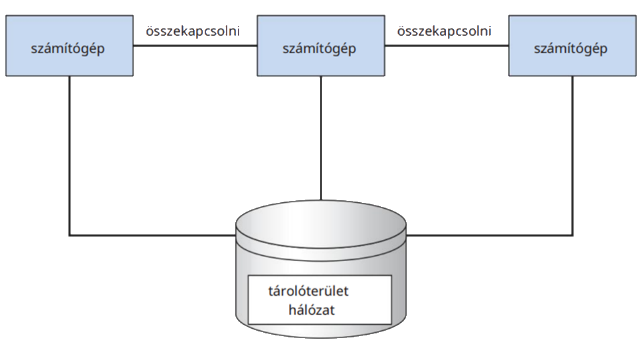 összekapcsolni
összekapcsolni
számítógép
számítógép
számítógép
tárolóterület
hálózat